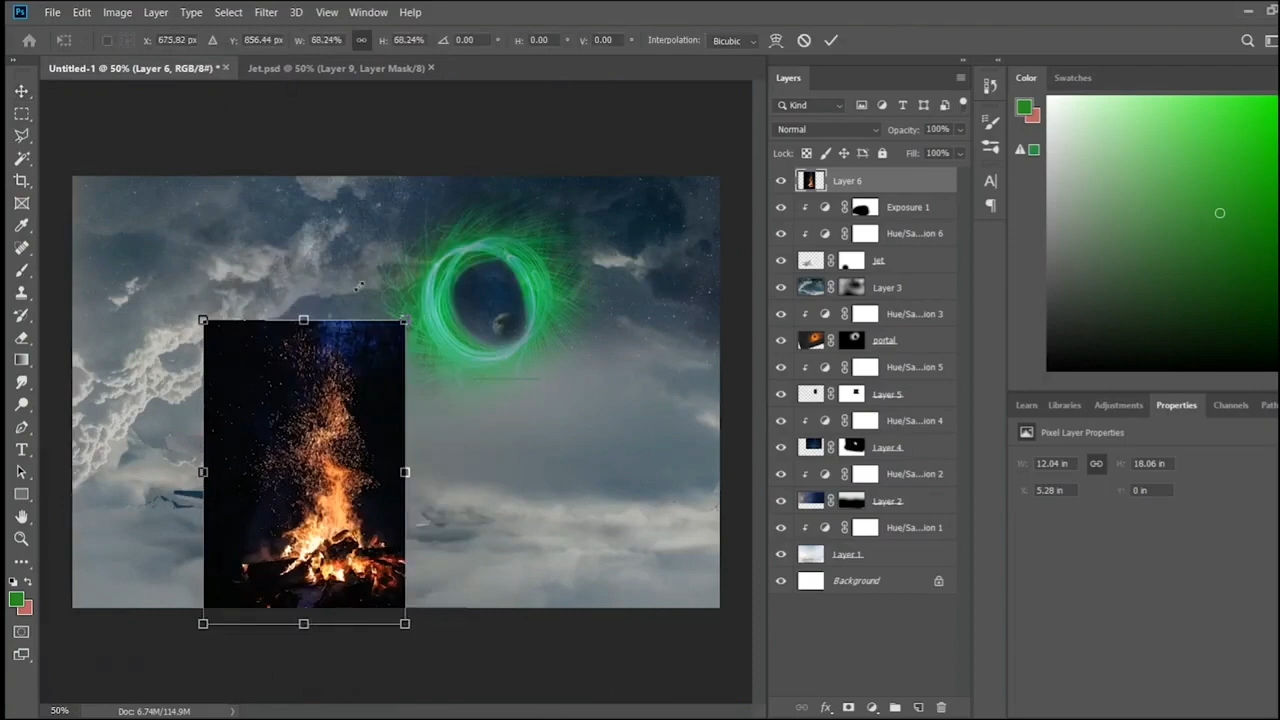 Ps File Edit Image Layer Type Select Filter 3D View Window Help
X: 675.82 px Y: 856.44 px W: 68.24% H: 68.24% 0.00 ° H: 0.00 ° V: 0.00 ° Interpolation: Bicubic
Untitled-1 @ 50% (Layer 6, RGB/8#) * × Jet.psd @ 50% (Layer 9, Layer Mask/8) ×
Layers
Color Swatches
Kind
Normal Opacity: 100%
Lock: Fill: 100%
Layer 6
Exposure 1
Hue/Sa...ion 6
Jet
Layer 3
Hue/Sa...ion 3
portal
Hue/Sa...ion 5
Layer 5
Hue/Sa...ion 4
Layer 4
Hue/Sa...ion 2
Layer 2
Hue/Sa...ion 1
Layer 1
Background
Learn Libraries Adjustments Properties Channels Pat
Pixel Layer Properties
W: 12.04 in H: 18.06 in
X: 5.28 in Y: 0 in
50% Doc: 6.74M/114.9M